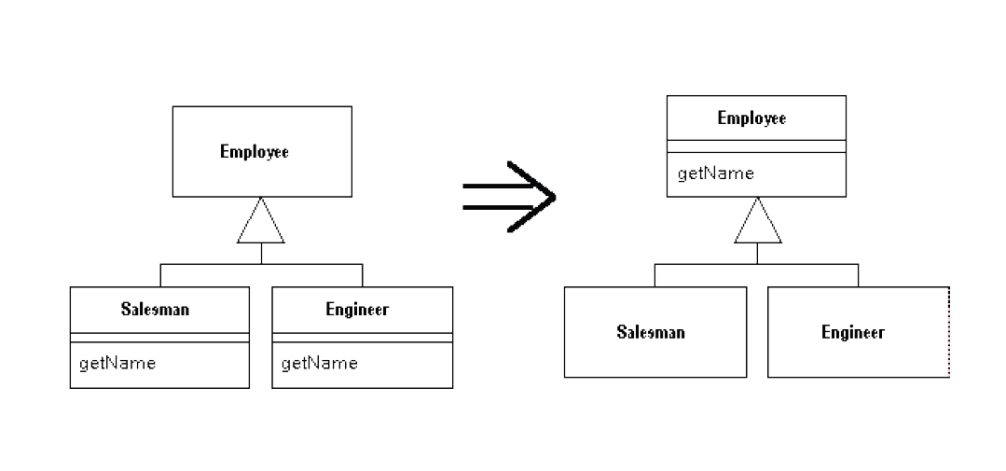 Employee
Salesman
getName
Engineer
getName
Employee
getName
Salesman
Engineer